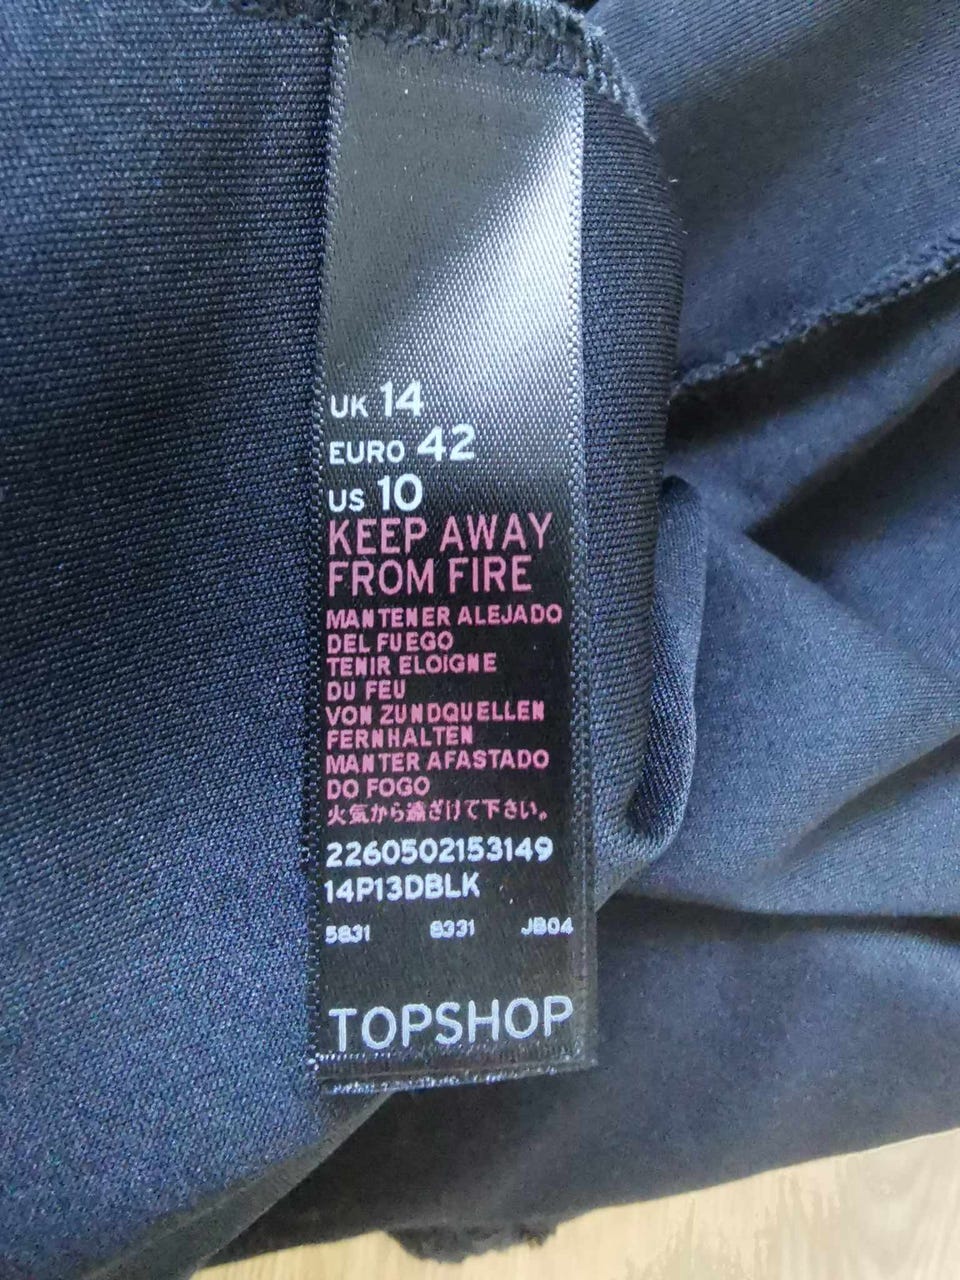 UK 14
EURO 42
US 10
KEEP AWAY
FROM FIRE
MANTENER ALEJADO
DEL FUEGO
TENIR ELOIGNE
DU FEU
VON ZUNDQUELLEN
FERNHALTEN
MANTER AFASTADO
DO FOGO
火気から遠ざけて下さい。
2260502153149
14P13DBLK
5831 8331 JB04
TOPSHOP